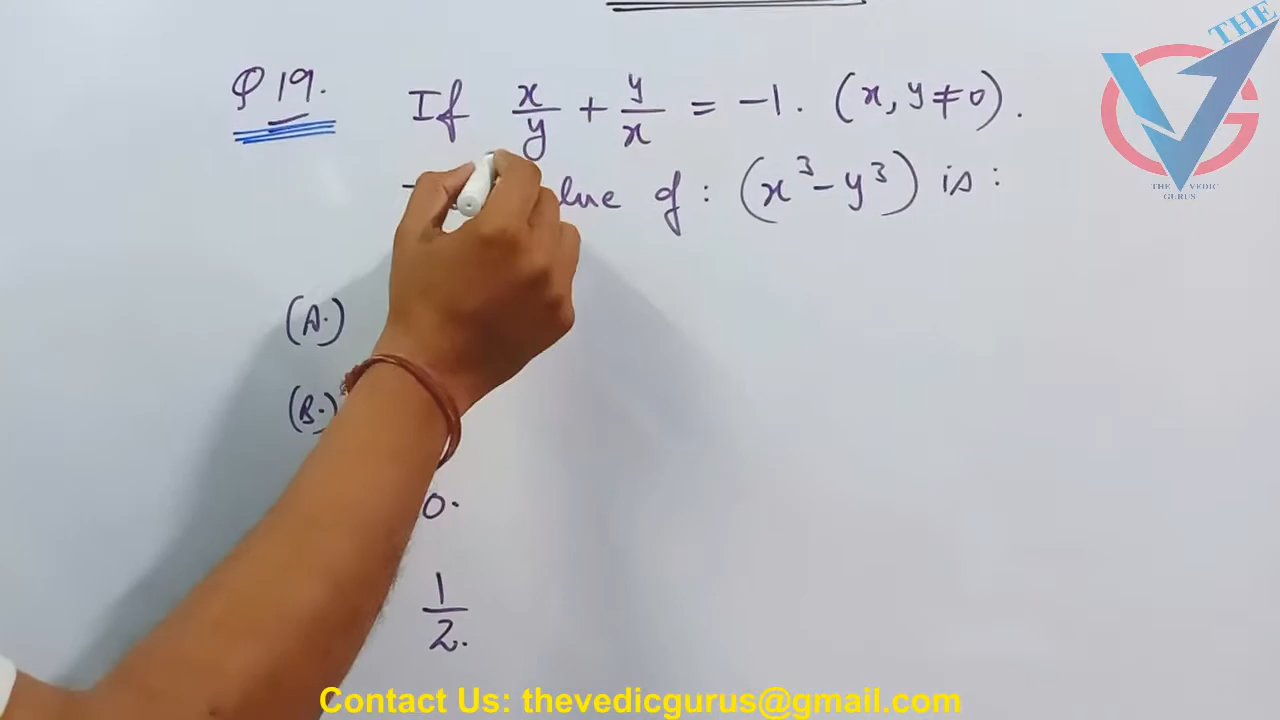 Q 19. If x/y + y/x = -1. (x, y ≠ 0).
of : (x³ - y³) is :
(A.)
(B.)
0.
1/2.
THE
VG
THE VEDIC
GURUS
Contact Us: thevedicgurus@gmail.com